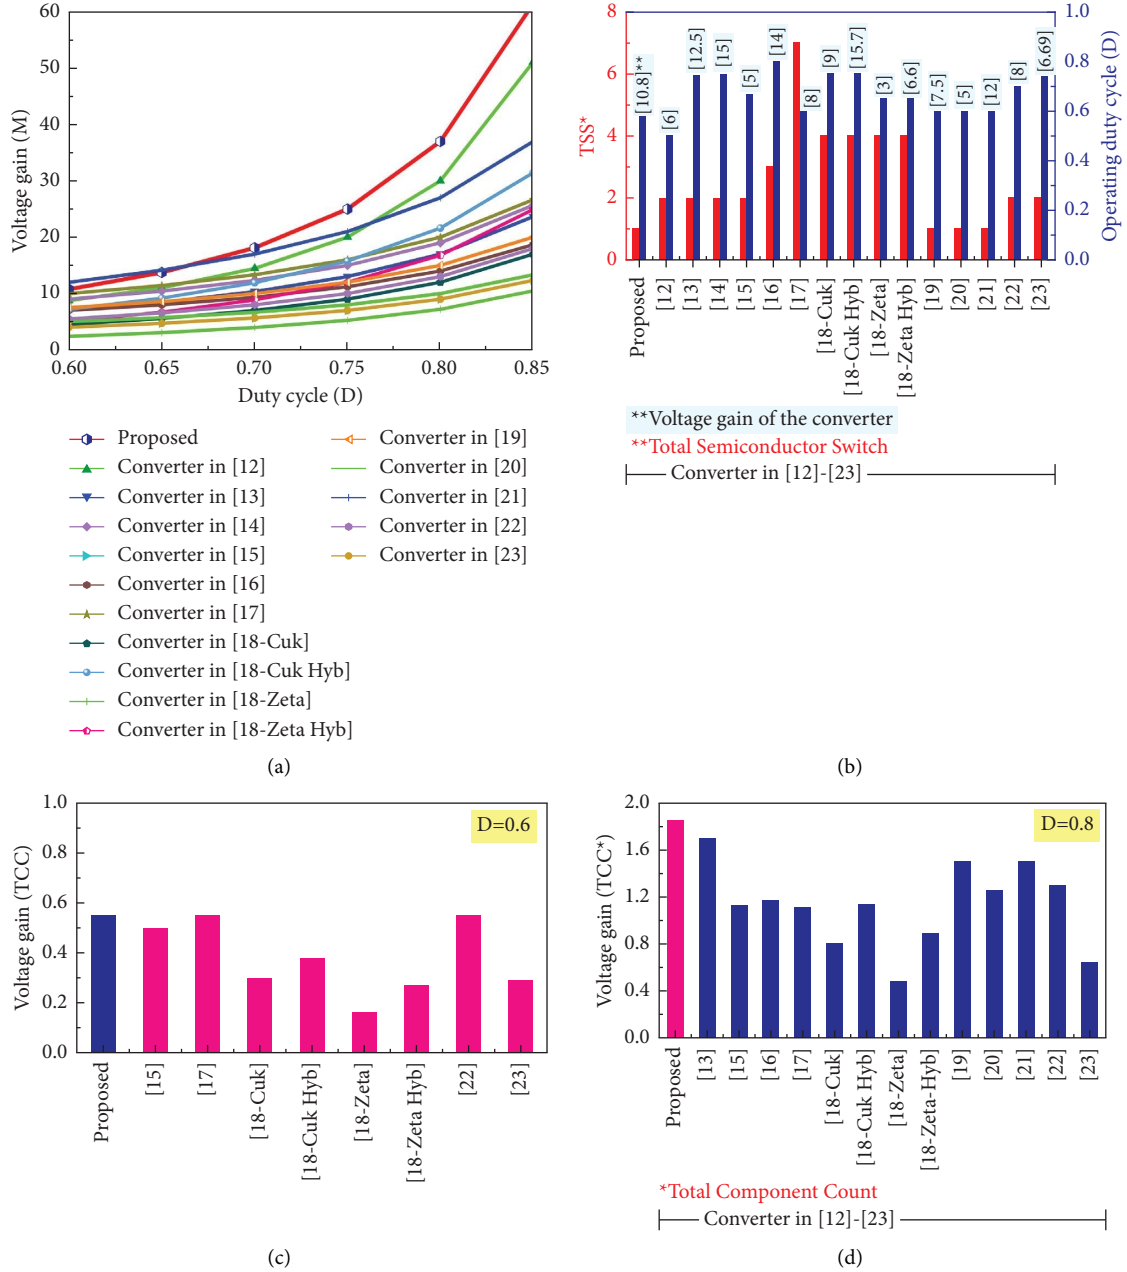 60
50
40
30
20
10
0
Voltage gain (M)
0.60 0.65 0.70 0.75 0.80 0.85
Duty cycle (D)
Proposed
Converter in [12]
Converter in [13]
Converter in [14]
Converter in [15]
Converter in [16]
Converter in [17]
Converter in [18-Cuk]
Converter in [18-Cuk Hyb]
Converter in [18-Zeta]
Converter in [18-Zeta Hyb]
Converter in [19]
Converter in [20]
Converter in [21]
Converter in [22]
Converter in [23]
(a)
8
6
4
2
0
TSS*
[10.8]** [6] [12.5] [15] [5] [14] [8] [9] [15.7] [3] [6.6] [7.5] [5] [12] [8] [6.69]
1.0
0.8
0.6
0.4
0.2
0.0
Operating duty cycle (D)
Proposed [12] [13] [14] [15] [16] [17] [18-Cuk] [18-Cuk Hyb] [18-Zeta] [18-Zeta Hyb] [19] [20] [21] [22] [23]
**Voltage gain of the converter
**Total Semiconductor Switch
Converter in [12]-[23]
(b)
1.0
0.8
0.6
0.4
0.2
0.0
Voltage gain (TCC)
D=0.6
Proposed [15] [17] [18-Cuk] [18-Cuk Hyb] [18-Zeta] [18-Zeta Hyb] [22] [23]
(c)
2.0
1.6
1.2
0.8
0.4
0.0
Voltage gain (TCC*)
D=0.8
Proposed [13] [15] [16] [17] [18-Cuk] [18-Cuk Hyb] [18-Zeta] [18-Zeta-Hyb] [19] [20] [21] [22] [23]
*Total Component Count
Converter in [12]-[23]
(d)